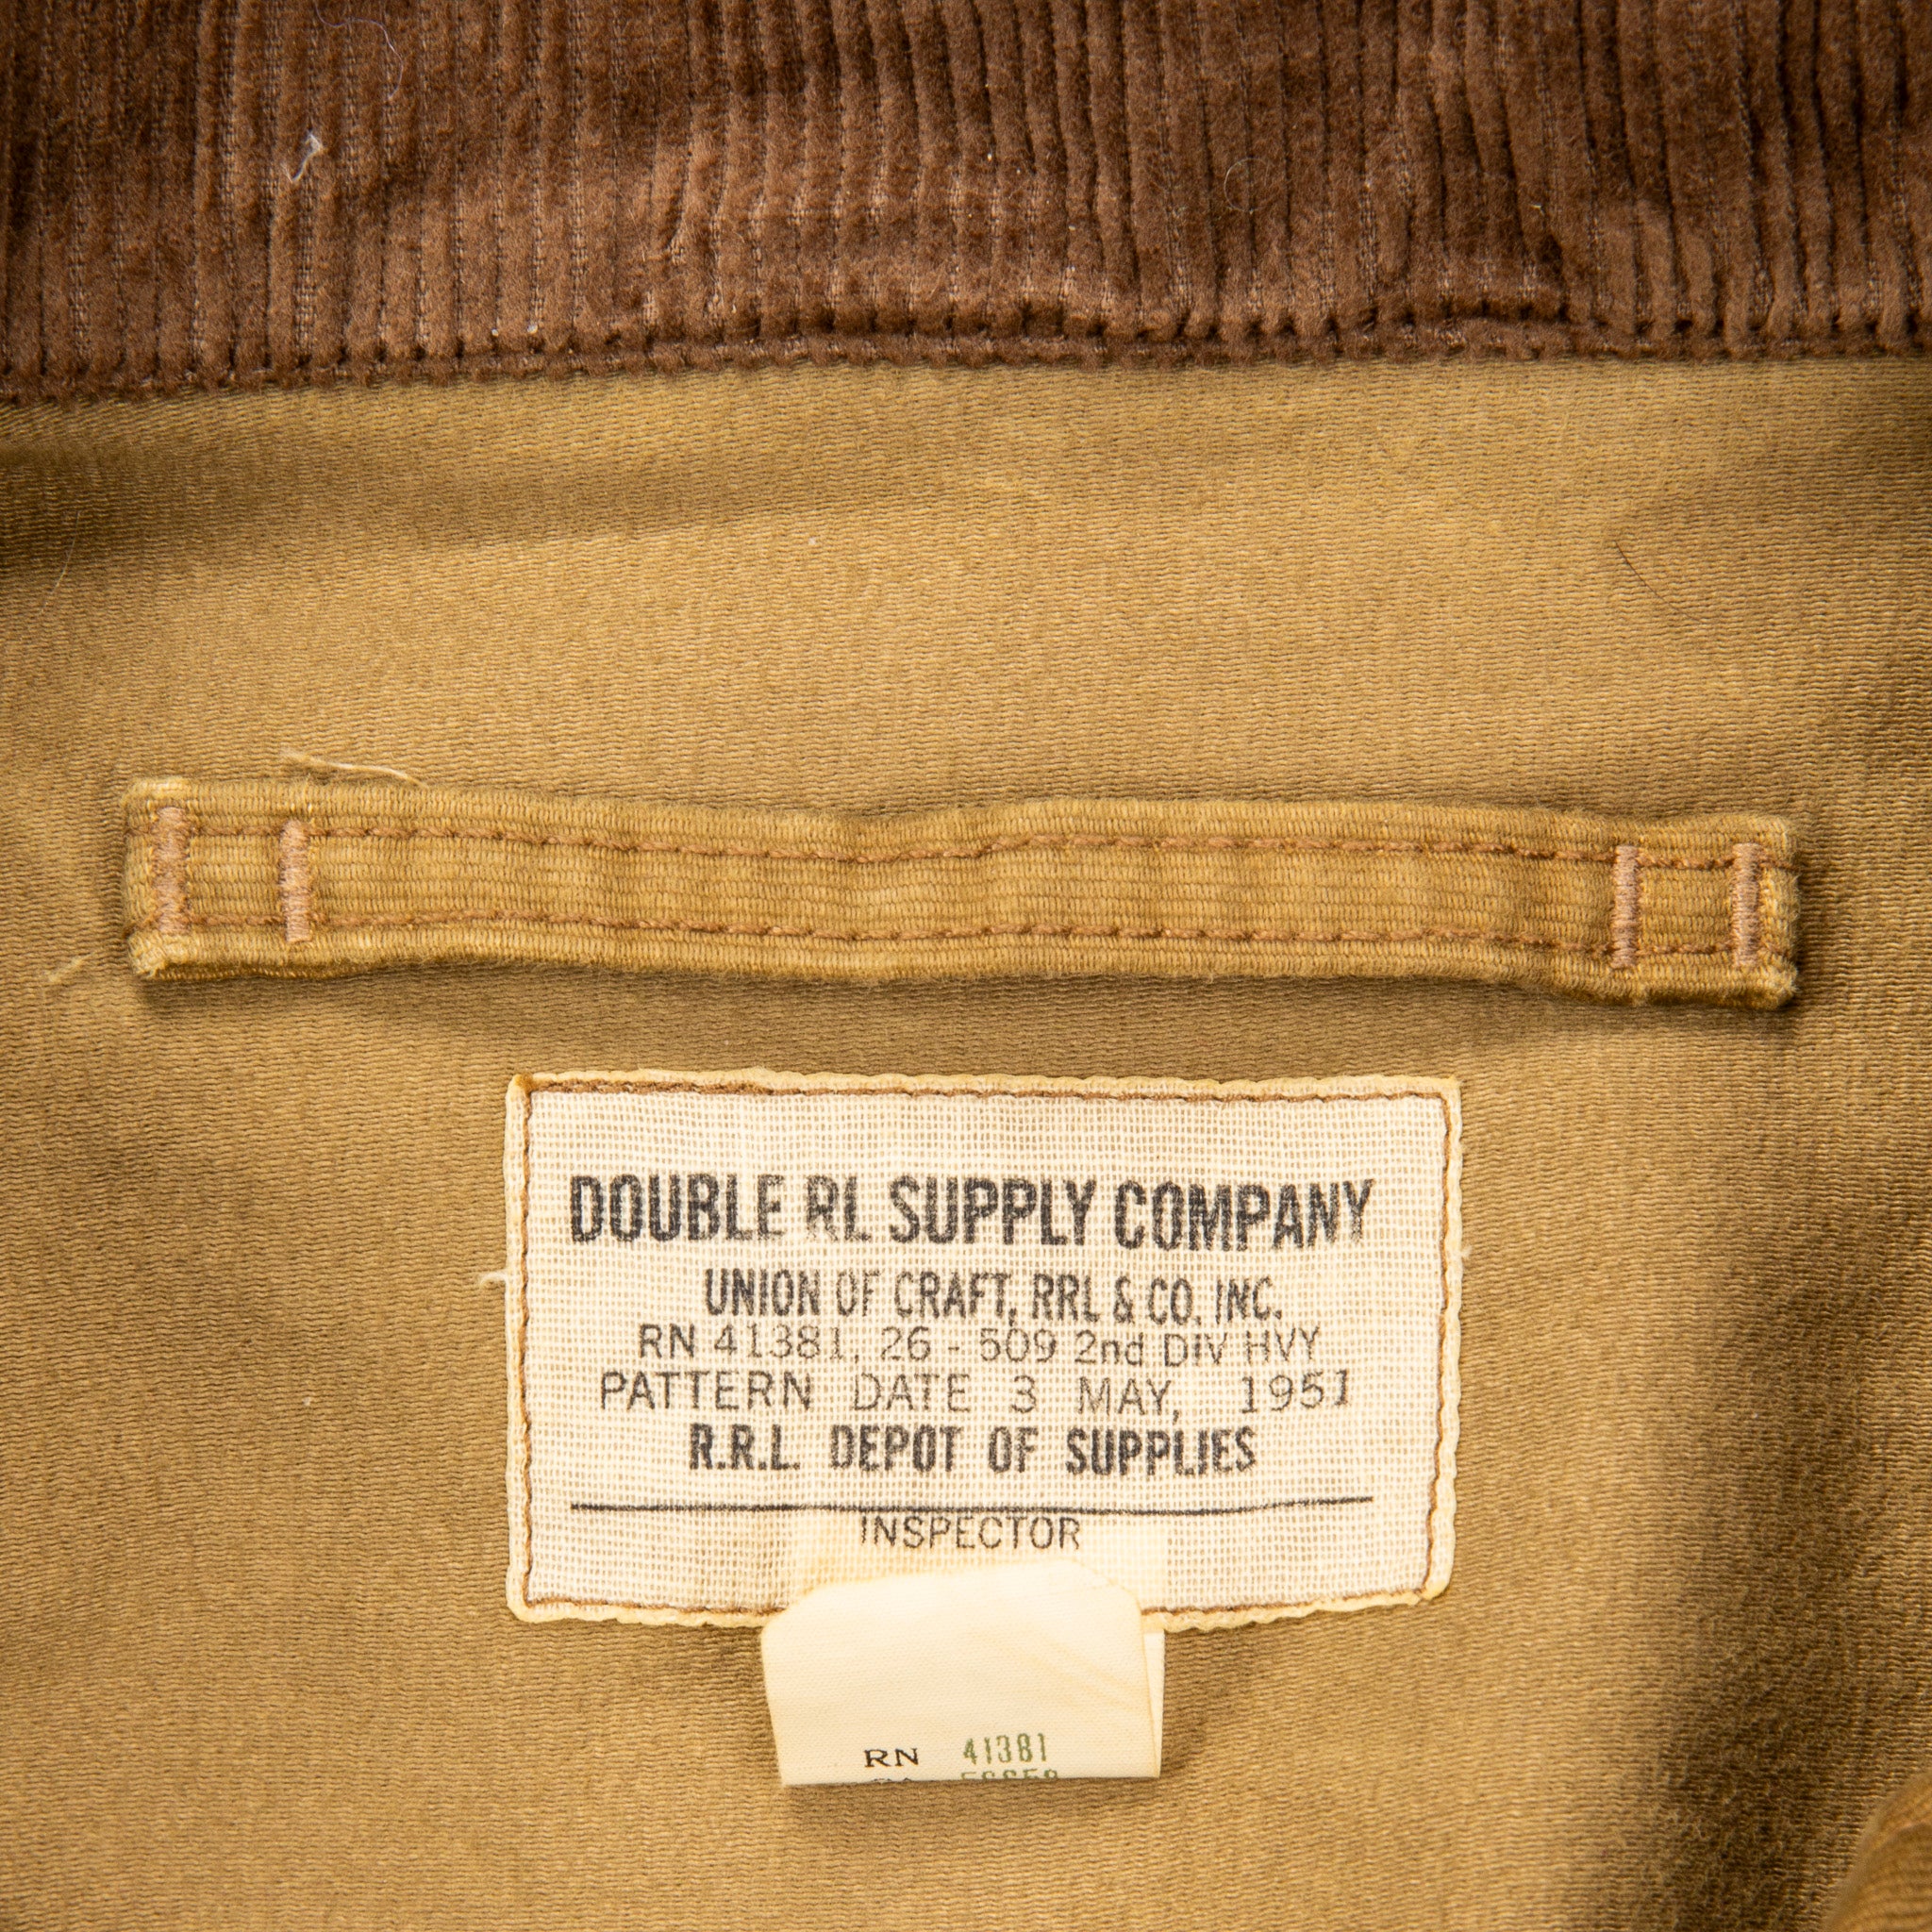 DOUBLE RL SUPPLY COMPANY
UNION OF CRAFT, RRL & CO. INC.
RN 41381, 26 - 509 2nd DIV HVY
PATTERN DATE 3 MAY, 1951
R.R.L. DEPOT OF SUPPLIES
INSPECTOR
RN 41381